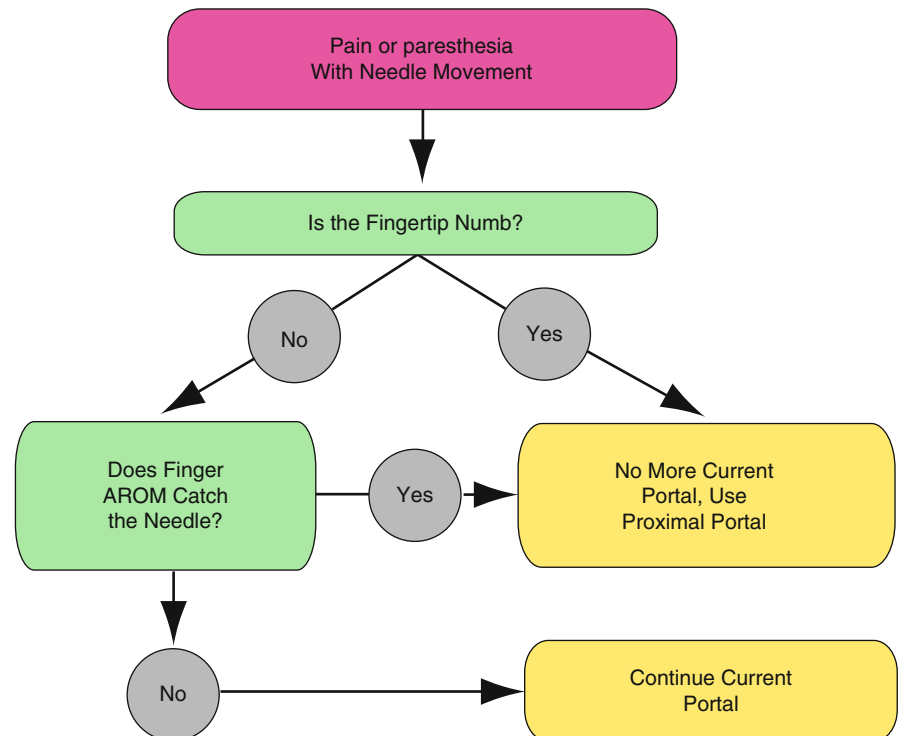 Pain or paresthesia
With Needle Movement
Is the Fingertip Numb?
No
Yes
Does Finger
AROM Catch
the Needle?
Yes
No More Current
Portal, Use
Proximal Portal
No
Continue Current
Portal